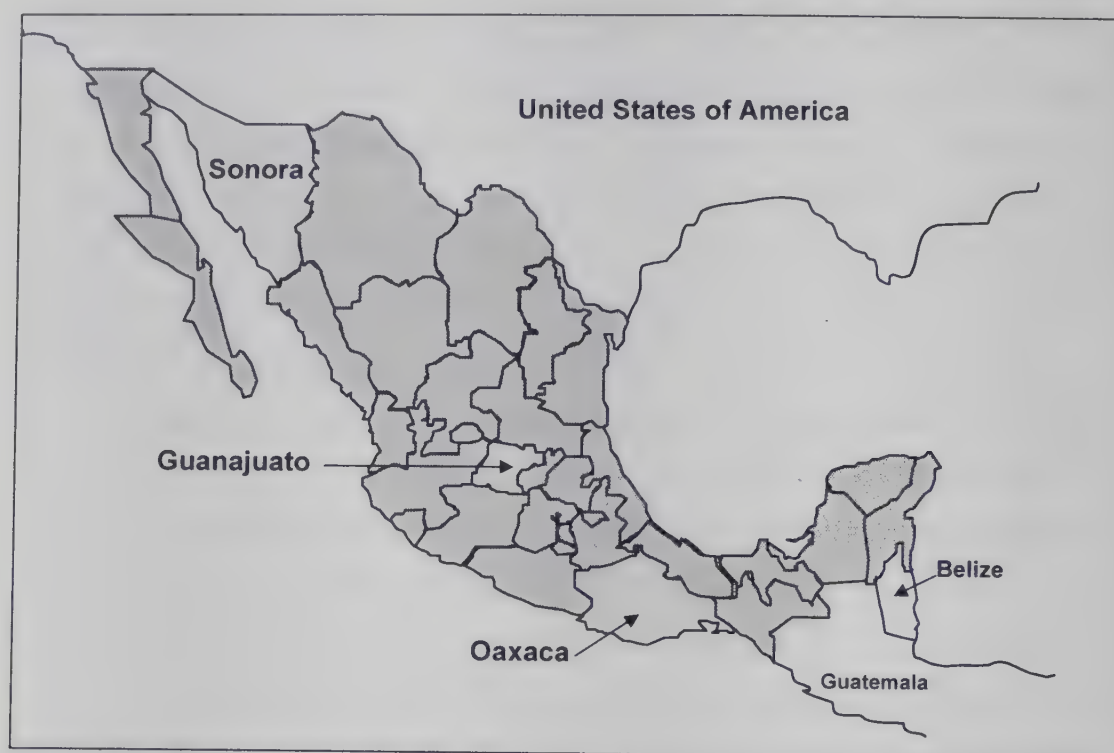 United States of America
Sonora
Guanajuato
Belize
Oaxaca
Guatemala